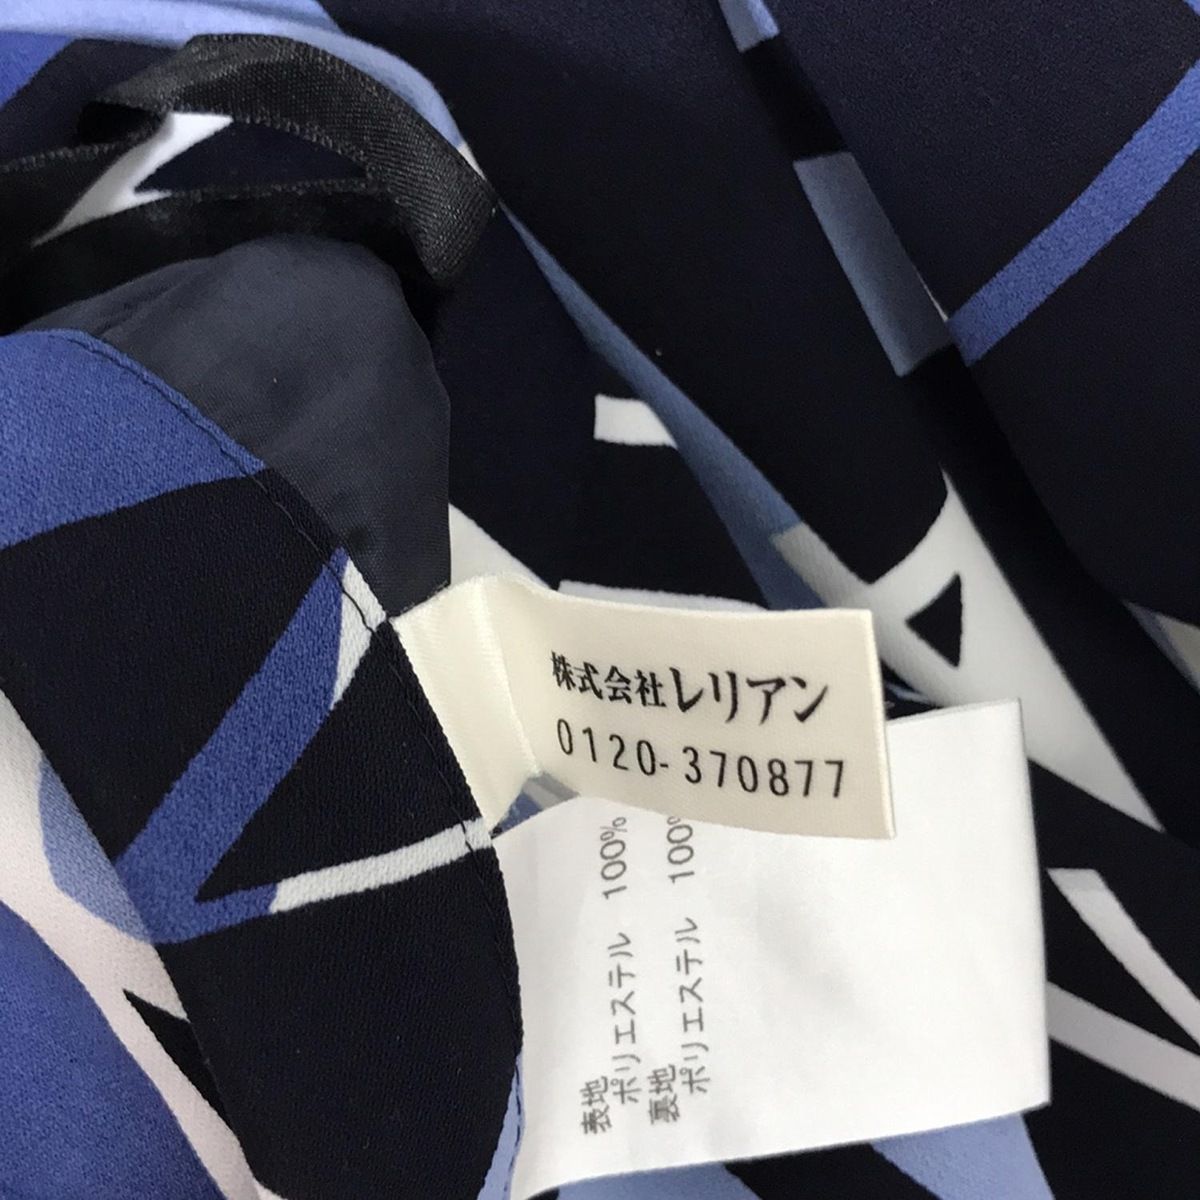 株式会社レリアン
0120-370877
表地
ポリエステル 100%
裏地
ポリエステル 100%